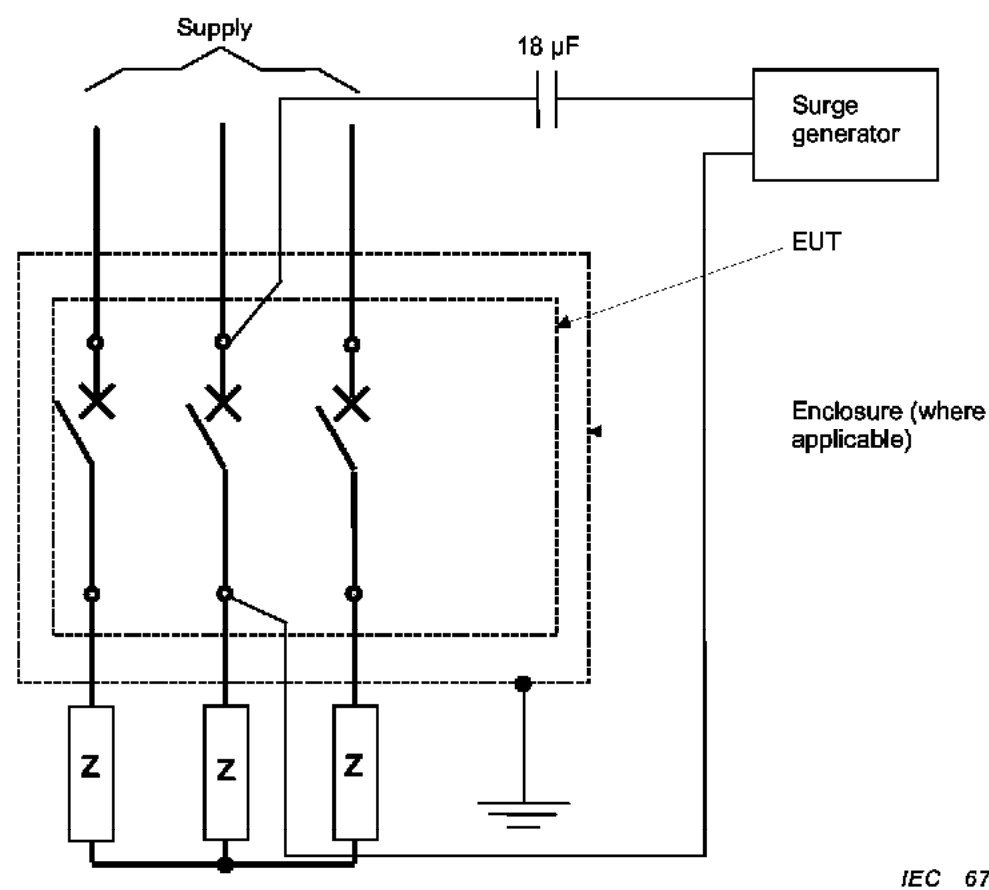 Supply
18 µF
Surge
generator
EUT
Enclosure (where
applicable)
Z
Z
Z
IEC 67